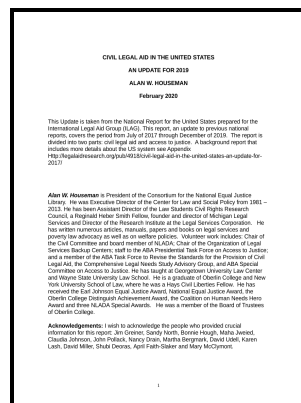 CIVIL LEGAL AID IN THE UNITED STATES
AN UPDATE FOR 2019
ALAN W. HOUSEMAN
February 2020
This Update is taken from the National Report for the United States prepared for the
International Legal Aid Group (ILAG). This report, an update to previous national
reports, covers the period from July of 2017 through December of 2019. The report is
divided into two parts: civil legal aid and access to justice. A background report that
includes more details about the US system see Appendix
Http://legalaidresearch.org/pub/4918/civil-legal-aid-in-the-united-states-an-update-for-
2017/
Alan W. Houseman is President of the Consortium for the National Equal Justice
Library. He was Executive Director of the Center for Law and Social Policy from 1981 –
2013. He has been Assistant Director of the Law Students Civil Rights Research
Council, a Reginald Heber Smith Fellow, founder and director of Michigan Legal
Services and Director of the Research Institute at the Legal Services Corporation. He
has written numerous articles, manuals, papers and books on legal services and
poverty law advocacy as well as on welfare policies. Volunteer work includes: Chair of
the Civil Committee and board member of NLADA; Chair of the Organization of Legal
Services Backup Centers; staff to the ABA Presidential Task Force on Access to Justice;
and a member of the ABA Task Force to Revise the Standards for the Provision of Civil
Legal Aid, the Comprehensive Legal Needs Study Advisory Group, and ABA Special
Committee on Access to Justice. He has taught at Georgetown University Law Center
and Wayne State University Law School. He is a graduate of Oberlin College and New
York University School of Law, where he was a Hays Civil Liberties Fellow. He has
received the Earl Johnson Equal Justice Award, National Equal Justice Award, the
Oberlin College Distinguish Achievement Award, the Coalition on Human Needs Hero
Award and three NLADA Special Awards. He was a member of the Board of Trustees
of Oberlin College.
Acknowledgements: I wish to acknowledge the people who provided crucial
information for this report: Jim Greiner, Sandy North, Bonnie Hough, Maha Jweied,
Claudia Johnson, John Pollack, Nancy Drain, Martha Bergmark, David Udell, Karen
Lash, David Miller, Shubi Deoras, April Faith-Slaker and Mary McClymont.
1